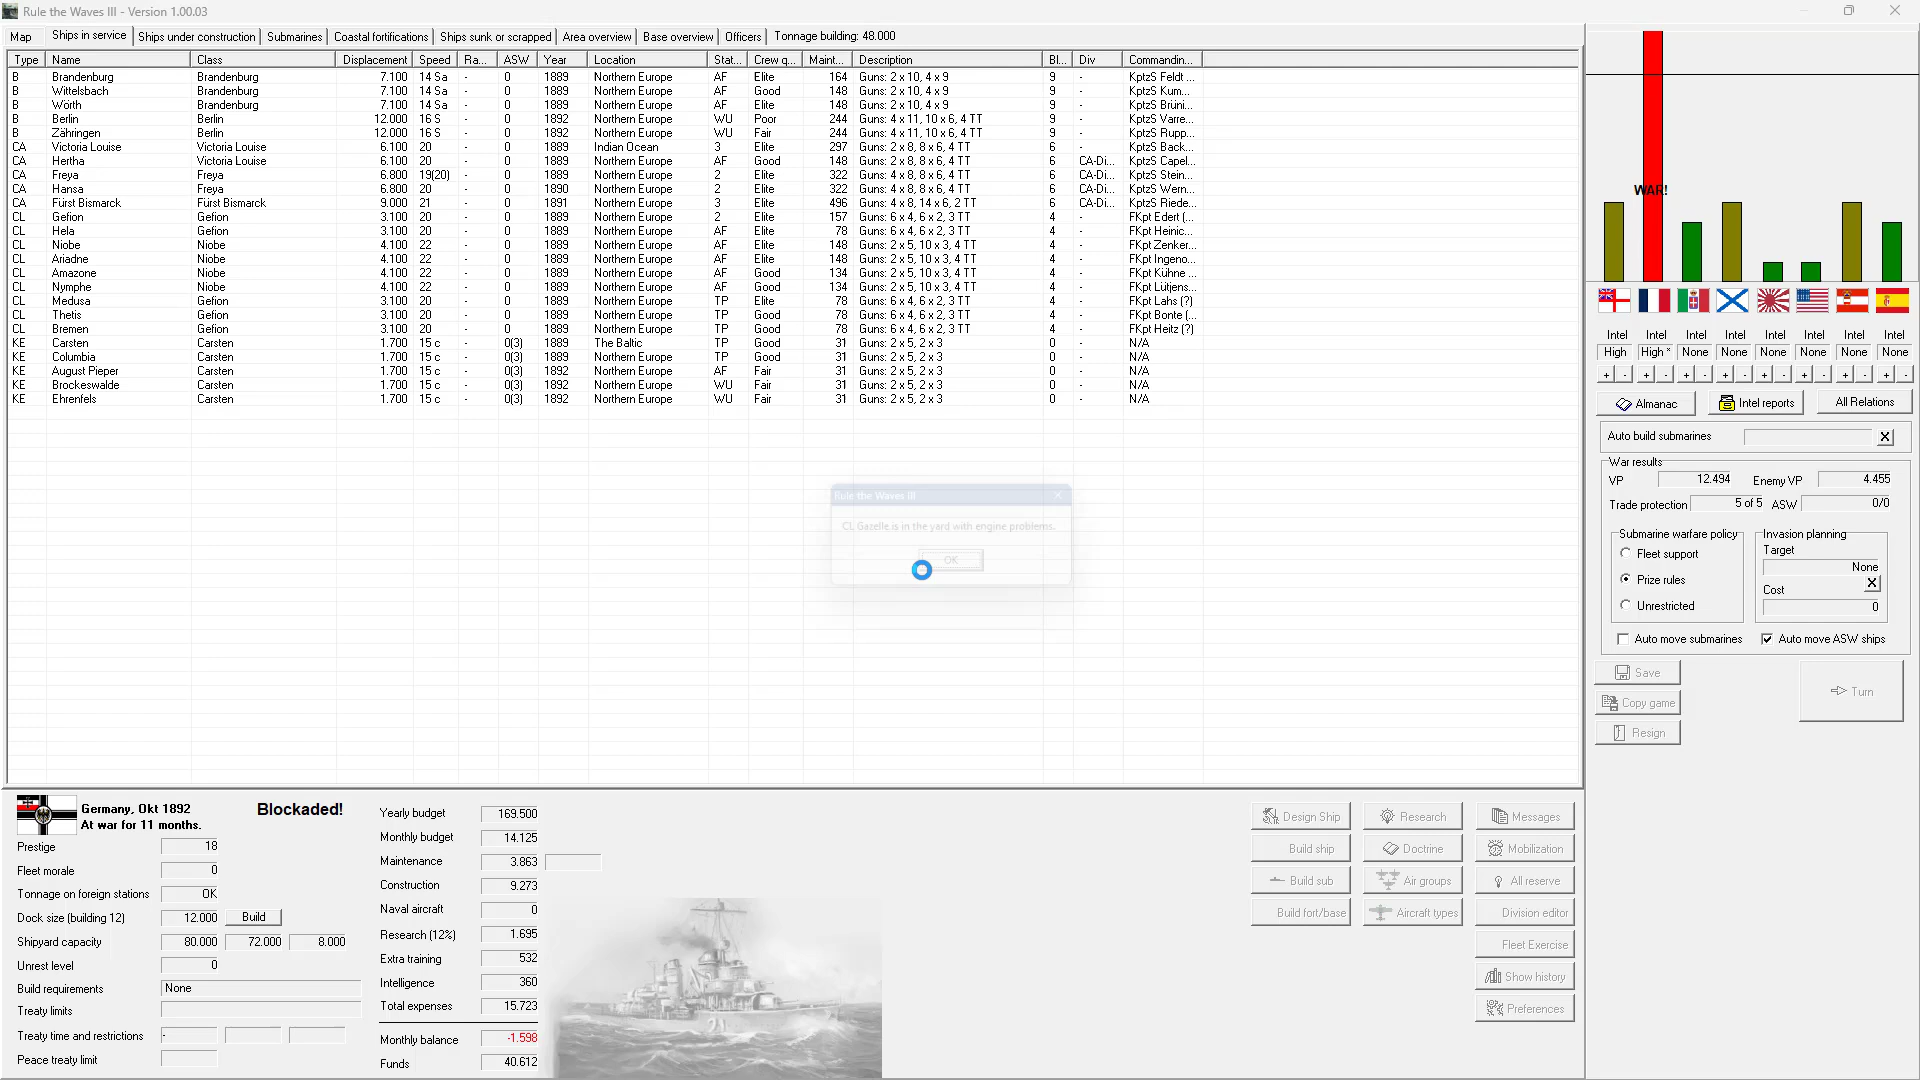 Rule the Waves III - Version 1.00.03
Map Ships in service Ships under construction Submarines Coastal fortifications Ships sunk or scrapped Area overview Base overview Officers Tonnage building: 48.000
Type Name Class Displacement Speed Ra... ASW Year Location Stat... Crew q... Maint... Description Bl... Div Commandin...
B Brandenburg Brandenburg 7.100 14 Sa - 0 1889 Northern Europe AF Elite 164 Guns: 2 x 10, 4 x 9 9 - KptzS Feldt ...
B Wittelsbach Brandenburg 7.100 14 Sa - 0 1889 Northern Europe AF Good 148 Guns: 2 x 10, 4 x 9 9 - KptzS Kum...
B Wörth Brandenburg 7.100 14 Sa - 0 1889 Northern Europe AF Elite 148 Guns: 2 x 10, 4 x 9 9 - KptzS Brüni...
B Berlin Berlin 12.000 16 S - 0 1892 Northern Europe WU Poor 244 Guns: 4 x 11, 10 x 6, 4 TT 9 - KptzS Varre...
B Zähringen Berlin 12.000 16 S - 0 1892 Northern Europe WU Fair 244 Guns: 4 x 11, 10 x 6, 4 TT 9 - KptzS Rupp...
CA Victoria Louise Victoria Louise 6.100 20 - 0 1889 Indian Ocean 3 Elite 297 Guns: 2 x 8, 8 x 6, 4 TT 6 - KptzS Back...
CA Hertha Victoria Louise 6.100 20 - 0 1889 Northern Europe AF Good 148 Guns: 2 x 8, 8 x 6, 4 TT 6 CA-Di... KptzS Capel...
CA Freya Freya 6.800 19(20) - 0 1889 Northern Europe 2 Elite 322 Guns: 4 x 8, 8 x 6, 4 TT 6 CA-Di... KptzS Stein...
CA Hansa Freya 6.800 20 - 0 1890 Northern Europe 2 Elite 322 Guns: 4 x 8, 8 x 6, 4 TT 6 CA-Di... KptzS Wern...
CA Fürst Bismarck Fürst Bismarck 9.000 21 - 0 1891 Northern Europe 3 Elite 496 Guns: 4 x 8, 14 x 6, 2 TT 6 CA-Di... KptzS Riede...
CL Gefion Gefion 3.100 20 - 0 1889 Northern Europe 2 Elite 157 Guns: 6 x 4, 6 x 2, 3 TT 4 - FKpt Edert (...
CL Hela Gefion 3.100 20 - 0 1889 Northern Europe AF Elite 78 Guns: 6 x 4, 6 x 2, 3 TT 4 - FKpt Heinic...
CL Niobe Niobe 4.100 22 - 0 1889 Northern Europe AF Elite 148 Guns: 2 x 5, 10 x 3, 4 TT 4 - FKpt Zenker...
CL Ariadne Niobe 4.100 22 - 0 1889 Northern Europe AF Elite 148 Guns: 2 x 5, 10 x 3, 4 TT 4 - FKpt Ingeno...
CL Amazone Niobe 4.100 22 - 0 1889 Northern Europe AF Good 134 Guns: 2 x 5, 10 x 3, 4 TT 4 - FKpt Kühne ...
CL Nymphe Niobe 4.100 22 - 0 1889 Northern Europe AF Good 134 Guns: 2 x 5, 10 x 3, 4 TT 4 - FKpt Lütjens...
CL Medusa Gefion 3.100 20 - 0 1889 Northern Europe TP Elite 78 Guns: 6 x 4, 6 x 2, 3 TT 4 - FKpt Lahs (?)
CL Thetis Gefion 3.100 20 - 0 1889 Northern Europe TP Good 78 Guns: 6 x 4, 6 x 2, 3 TT 4 - FKpt Bonte (...
CL Bremen Gefion 3.100 20 - 0 1889 Northern Europe TP Good 78 Guns: 6 x 4, 6 x 2, 3 TT 4 - FKpt Heitz (?)
KE Carsten Carsten 1.700 15 c - 0(3) 1889 The Baltic TP Good 31 Guns: 2 x 5, 2 x 3 0 - N/A
KE Columbia Carsten 1.700 15 c - 0(3) 1889 Northern Europe TP Good 31 Guns: 2 x 5, 2 x 3 0 - N/A
KE August Pieper Carsten 1.700 15 c - 0(3) 1892 Northern Europe AF Fair 31 Guns: 2 x 5, 2 x 3 0 - N/A
KE Brockeswalde Carsten 1.700 15 c - 0(3) 1892 Northern Europe WU Fair 31 Guns: 2 x 5, 2 x 3 0 - N/A
KE Ehrenfels Carsten 1.700 15 c - 0(3) 1892 Northern Europe WU Fair 31 Guns: 2 x 5, 2 x 3 0 - N/A
Rule the Waves III
CL Gazelle is in the yard with engine problems.
OK
WAR!
Intel Intel Intel Intel Intel Intel Intel Intel
High High * None None None None None None
+ - + - + - + - + - + - + - + -
Almanac Intel reports All Relations
Auto build submarines X
War results
VP 12.494 Enemy VP 4.455
Trade protection 5 of 5 ASW 0/0
Submarine warfare policy
Fleet support
Prize rules
Unrestricted
Invasion planning
Target
None
Cost X
0
Auto move submarines Auto move ASW ships
Save
Copy game
Resign
Turn
Germany, Okt 1892
At war for 11 months.
Blockaded!
Prestige 18
Fleet morale 0
Tonnage on foreign stations OK
Dock size (building 12) 12.000 Build
Shipyard capacity 80.000 72.000 8.000
Unrest level 0
Build requirements None
Treaty limits
Treaty time and restrictions -
Peace treaty limit
Yearly budget 169.500
Monthly budget 14.125
Maintenance 3.863
Construction 9.273
Naval aircraft 0
Research (12%) 1.695
Extra training 532
Intelligence 360
Total expenses 15.723
Monthly balance -1.598
Funds 40.612
Design Ship Research Messages
Build ship Doctrine Mobilization
Build sub Air groups All reserve
Build fort/base Aircraft types Division editor
Fleet Exercise
Show history
Preferences